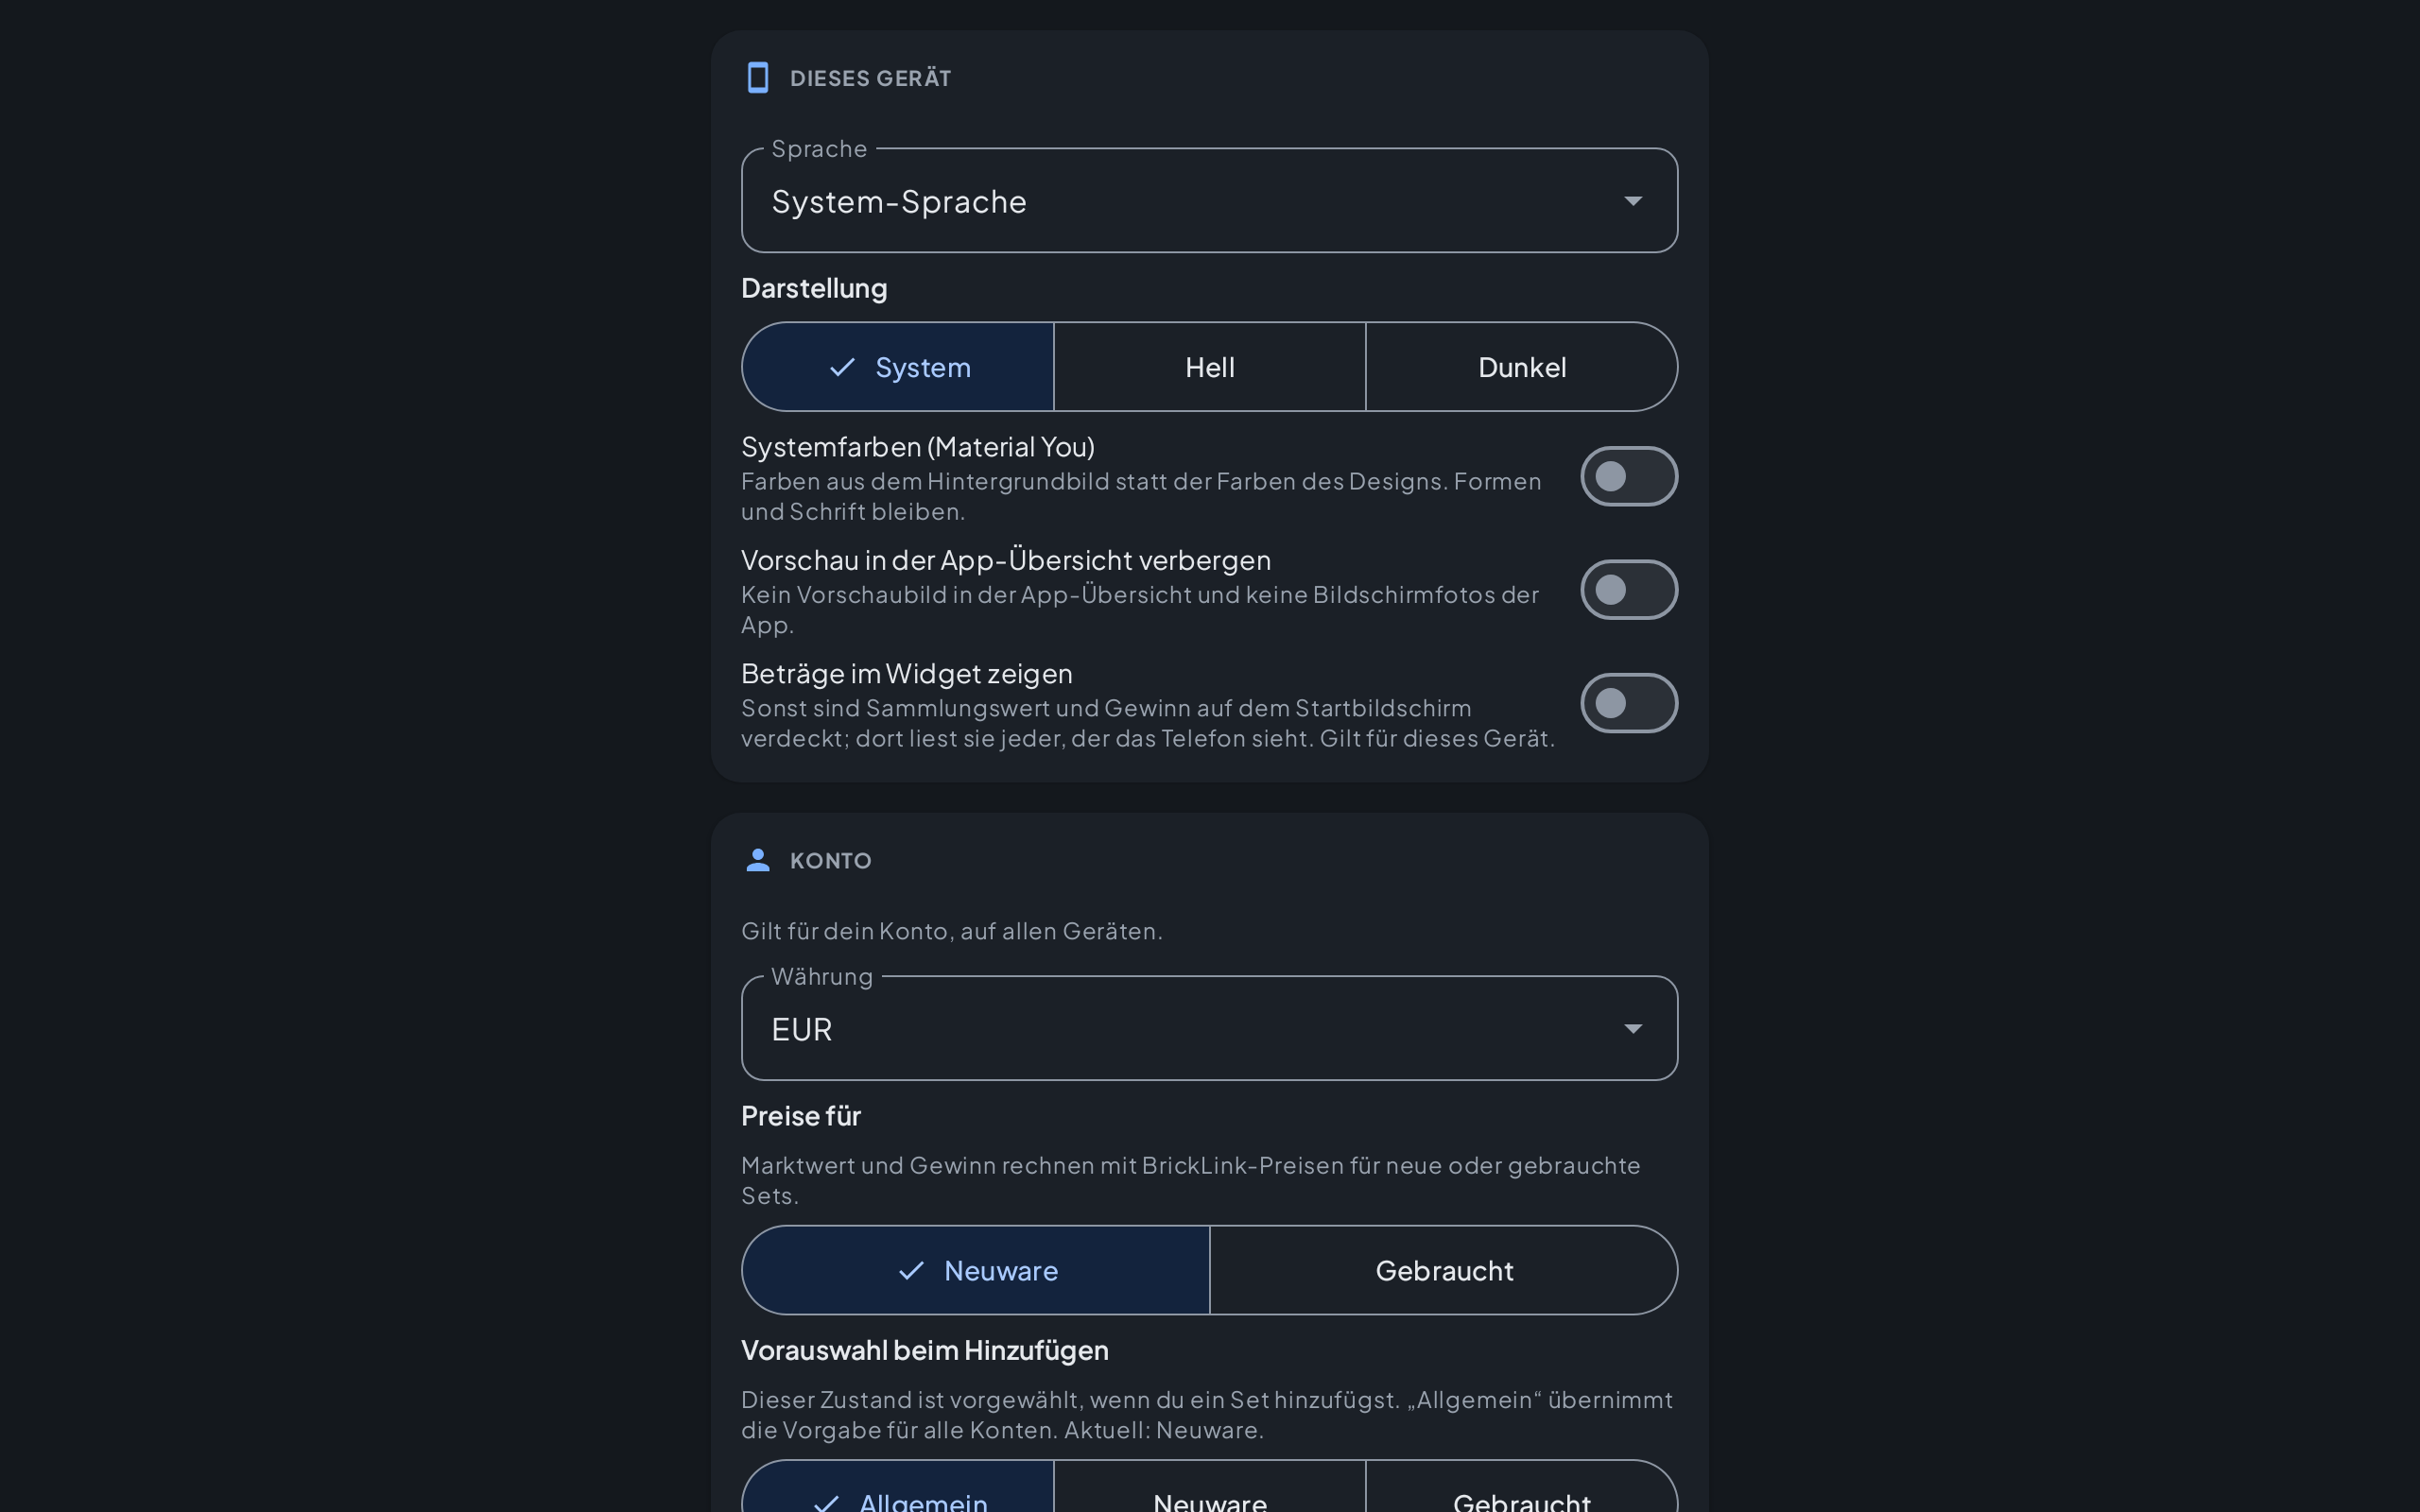 DIESES GERÄT
Sprache
System-Sprache
Darstellung
System
Hell
Dunkel
Systemfarben (Material You)
Farben aus dem Hintergrundbild statt der Farben des Designs. Formen
und Schrift bleiben.
Vorschau in der App-Übersicht verbergen
Kein Vorschaubild in der App-Übersicht und keine Bildschirmfotos der
App.
Beträge im Widget zeigen
Sonst sind Sammlungswert und Gewinn auf dem Startbildschirm
verdeckt; dort liest sie jeder, der das Telefon sieht. Gilt für dieses Gerät.
KONTO
Gilt für dein Konto, auf allen Geräten.
Währung
EUR
Preise für
Marktwert und Gewinn rechnen mit BrickLink-Preisen für neue oder gebrauchte
Sets.
Neuware
Gebraucht
Vorauswahl beim Hinzufügen
Dieser Zustand ist vorgewählt, wenn du ein Set hinzufügst. „Allgemein“ übernimmt
die Vorgabe für alle Konten. Aktuell: Neuware.
Allgemein
Neuware
Gebraucht